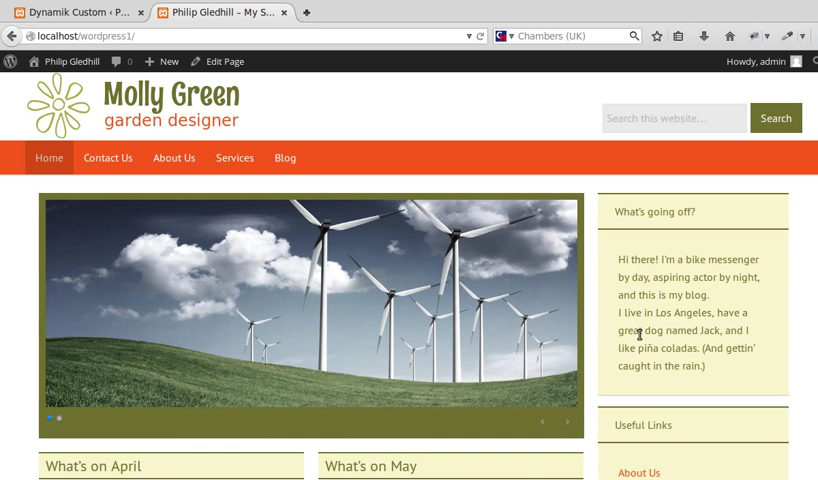 Dynamik Custom ‹ P...
Philip Gledhill – My S...
localhost/wordpress1/
Chambers (UK)
Philip Gledhill
0
New
Edit Page
Howdy, admin
Molly Green
garden designer
Search this website...
Search
Home
Contact Us
About Us
Services
Blog
What's going off?
Hi there! I'm a bike messenger
by day, aspiring actor by night,
and this is my blog.
I live in Los Angeles, have a
great dog named Jack, and I
like piña coladas. (And gettin'
caught in the rain.)
Useful Links
What's on April
What's on May
About Us